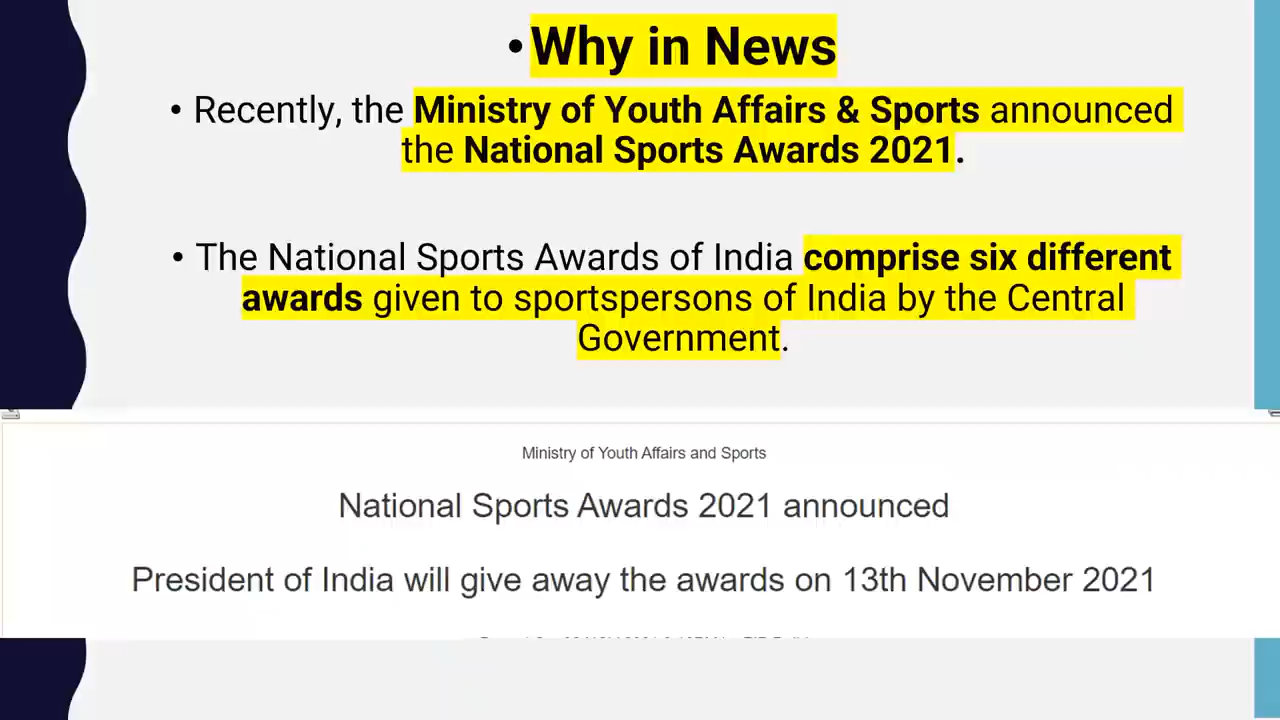 • Why in News
• Recently, the Ministry of Youth Affairs & Sports announced
the National Sports Awards 2021.
• The National Sports Awards of India comprise six different
awards given to sportspersons of India by the Central
Government.
Ministry of Youth Affairs and Sports
National Sports Awards 2021 announced
President of India will give away the awards on 13th November 2021